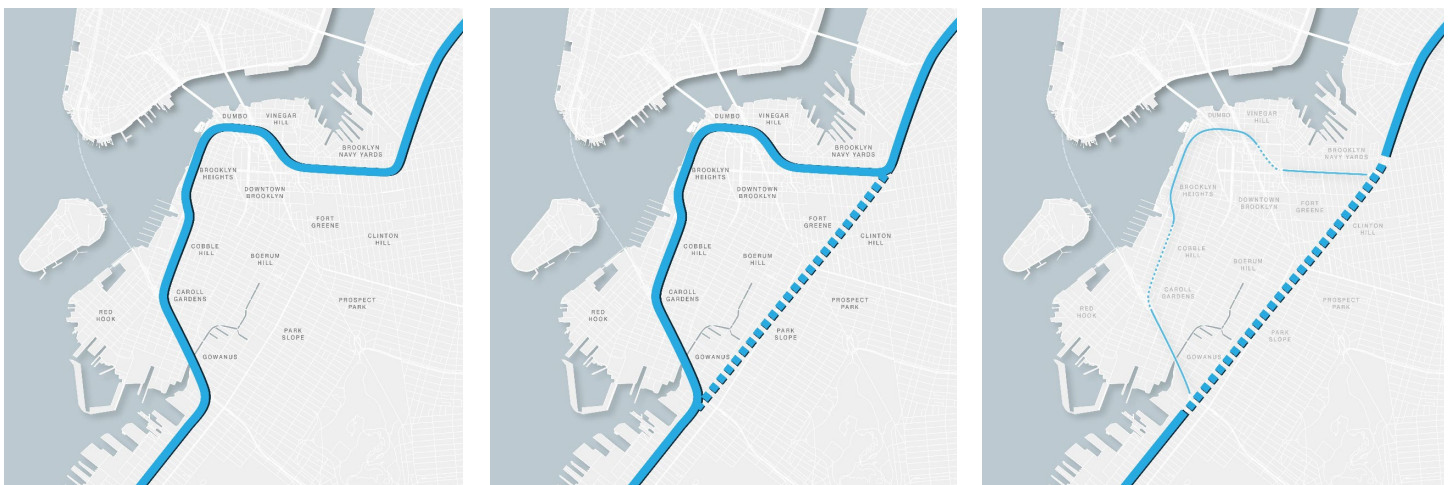 DUMBO
VINEGAR
HILL
BROOKLYN
NAVY YARDS
BROOKLYN
HEIGHTS
DOWNTOWN
BROOKLYN
FORT
GREENE
CLINTON
HILL
COBBLE
HILL
BOERUM
HILL
CAROLL
GARDENS
PROSPECT
PARK
RED
HOOK
PARK
SLOPE
GOWANUS
DUMBO
VINEGAR
HILL
BROOKLYN
NAVY YARDS
BROOKLYN
HEIGHTS
DOWNTOWN
BROOKLYN
FORT
GREENE
CLINTON
HILL
COBBLE
HILL
BOERUM
HILL
CAROLL
GARDENS
PROSPECT
PARK
RED
HOOK
PARK
SLOPE
GOWANUS
DUMBO
VINEGAR
HILL
BROOKLYN
NAVY YARDS
BROOKLYN
HEIGHTS
DOWNTOWN
BROOKLYN
FORT
GREENE
CLINTON
HILL
COBBLE
HILL
BOERUM
HILL
CAROLL
GARDENS
PROSPECT
PARK
RED
HOOK
PARK
SLOPE
GOWANUS